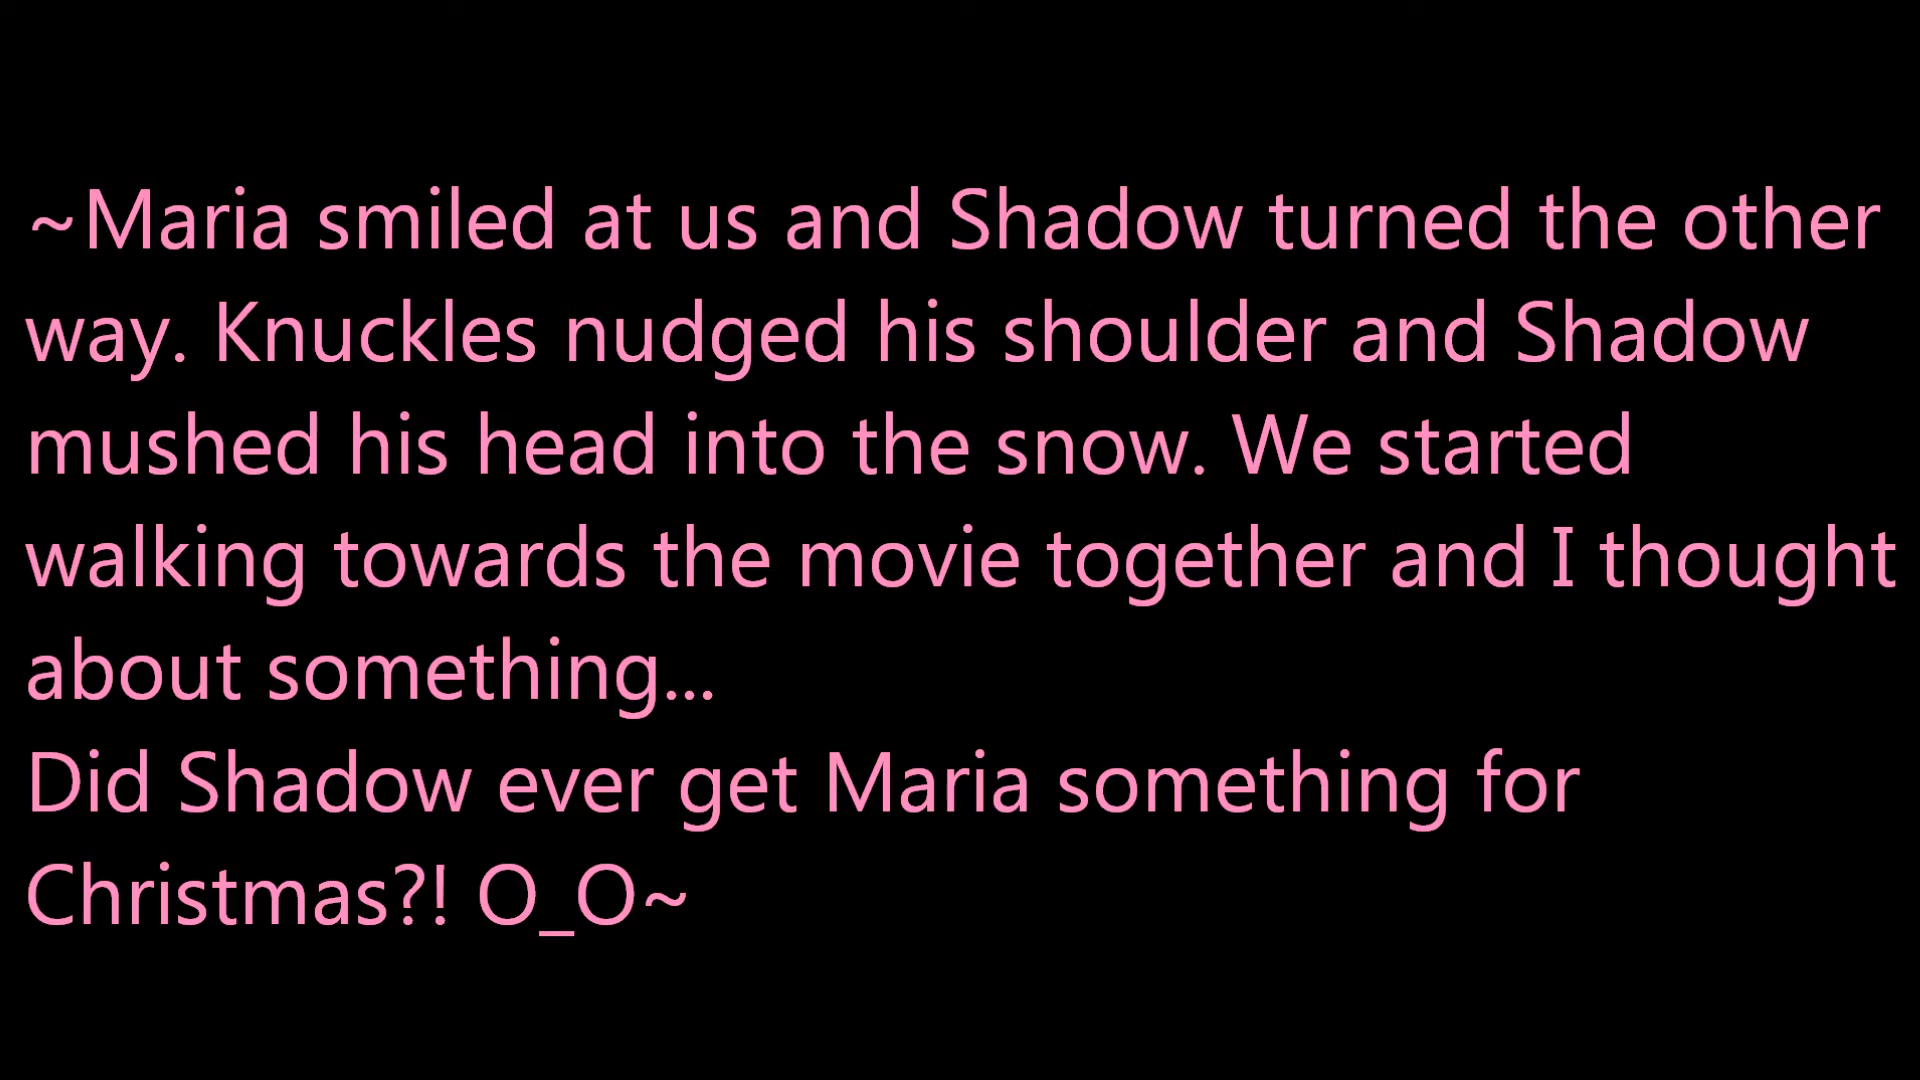 ~Maria smiled at us and Shadow turned the other
way. Knuckles nudged his shoulder and Shadow
mushed his head into the snow. We started
walking towards the movie together and I thought
about something...
Did Shadow ever get Maria something for
Christmas?! O_O~